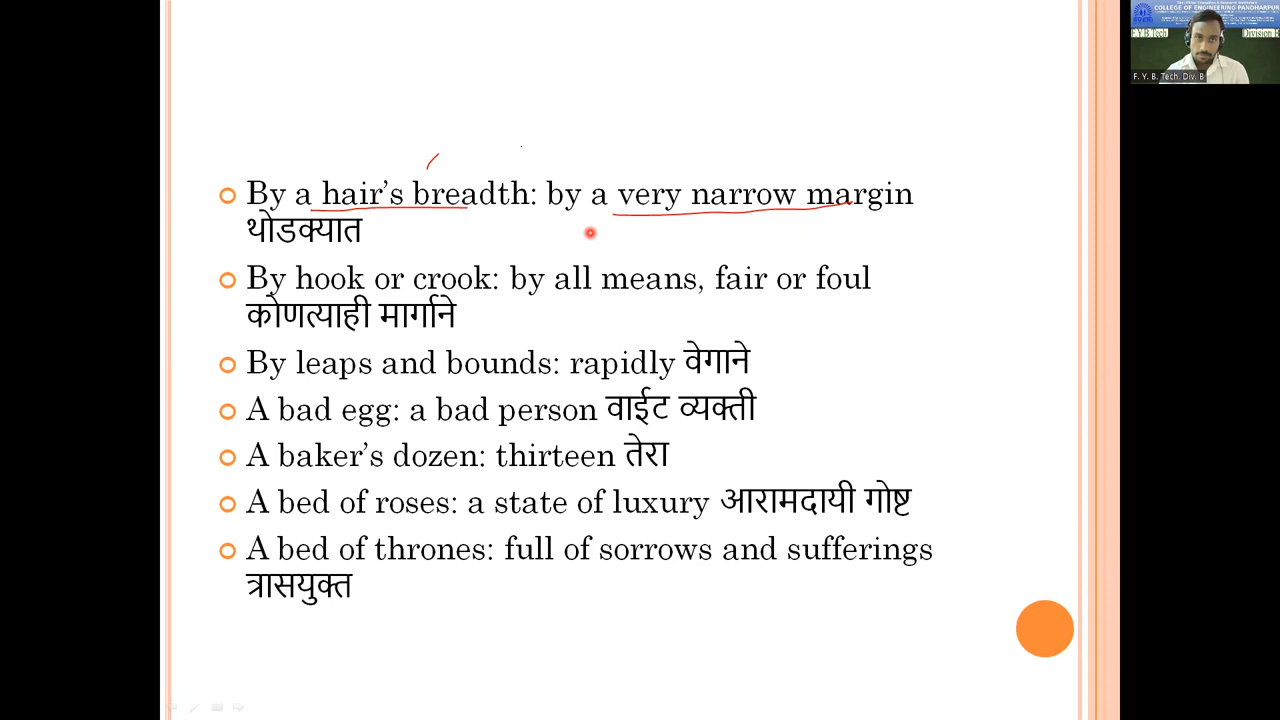 By a hair's breadth: by a very narrow margin
थोडक्यात
By hook or crook: by all means, fair or foul
कोणत्याही मार्गाने
By leaps and bounds: rapidly वेगाने
A bad egg: a bad person वाईट व्यक्ती
A baker's dozen: thirteen तेरा
A bed of roses: a state of luxury आरामदायी गोष्ट
A bed of thrones: full of sorrows and sufferings
त्रासयुक्त
COLLEGE OF ENGINEERING PANDHARPUR
F.Y.B.Tech Division B
F. Y. B. Tech. Div. B